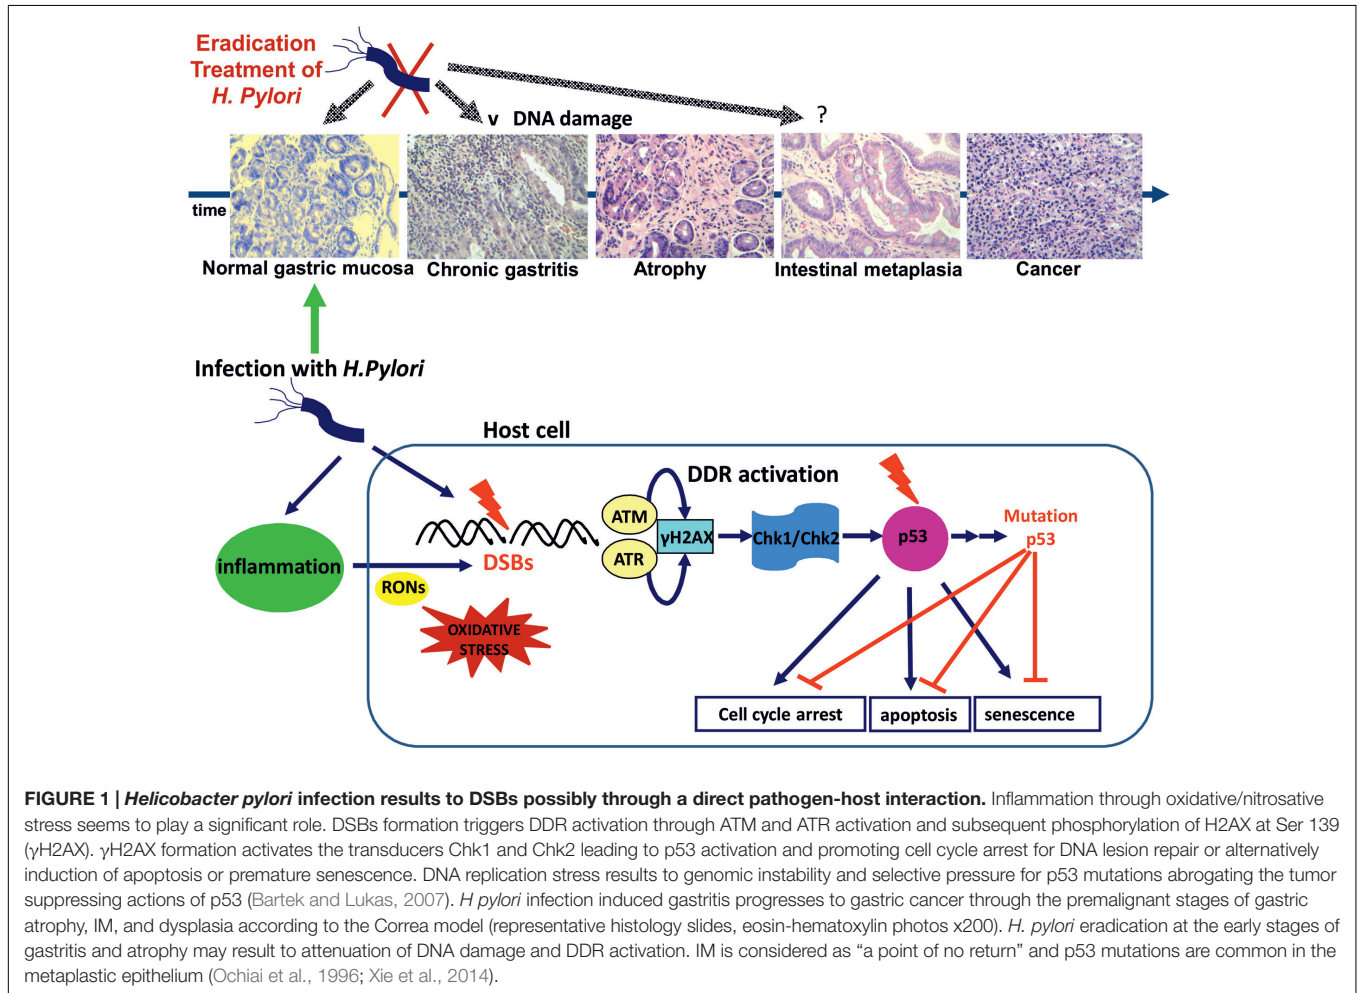 Eradication
Treatment of
H. Pylori
v DNA damage
?
time
Normal gastric mucosa
Chronic gastritis
Atrophy
Intestinal metaplasia
Cancer
Infection with H.Pylori
Host cell
DDR activation
ATM
ATR
γH2AX
Chk1/Chk2
p53
Mutation
p53
DSBs
inflammation
RONs
OXIDATIVE
STRESS
Cell cycle arrest
apoptosis
senescence
FIGURE 1 | Helicobacter pylori infection results to DSBs possibly through a direct pathogen-host interaction. Inflammation through oxidative/nitrosative
stress seems to play a significant role. DSBs formation triggers DDR activation through ATM and ATR activation and subsequent phosphorylation of H2AX at Ser 139
(γH2AX). γH2AX formation activates the transducers Chk1 and Chk2 leading to p53 activation and promoting cell cycle arrest for DNA lesion repair or alternatively
induction of apoptosis or premature senescence. DNA replication stress results to genomic instability and selective pressure for p53 mutations abrogating the tumor
suppressing actions of p53 (Bartek and Lukas, 2007). H pylori infection induced gastritis progresses to gastric cancer through the premalignant stages of gastric
atrophy, IM, and dysplasia according to the Correa model (representative histology slides, eosin-hematoxylin photos x200). H. pylori eradication at the early stages of
gastritis and atrophy may result to attenuation of DNA damage and DDR activation. IM is considered as “a point of no return” and p53 mutations are common in the
metaplastic epithelium (Ochiai et al., 1996; Xie et al., 2014).